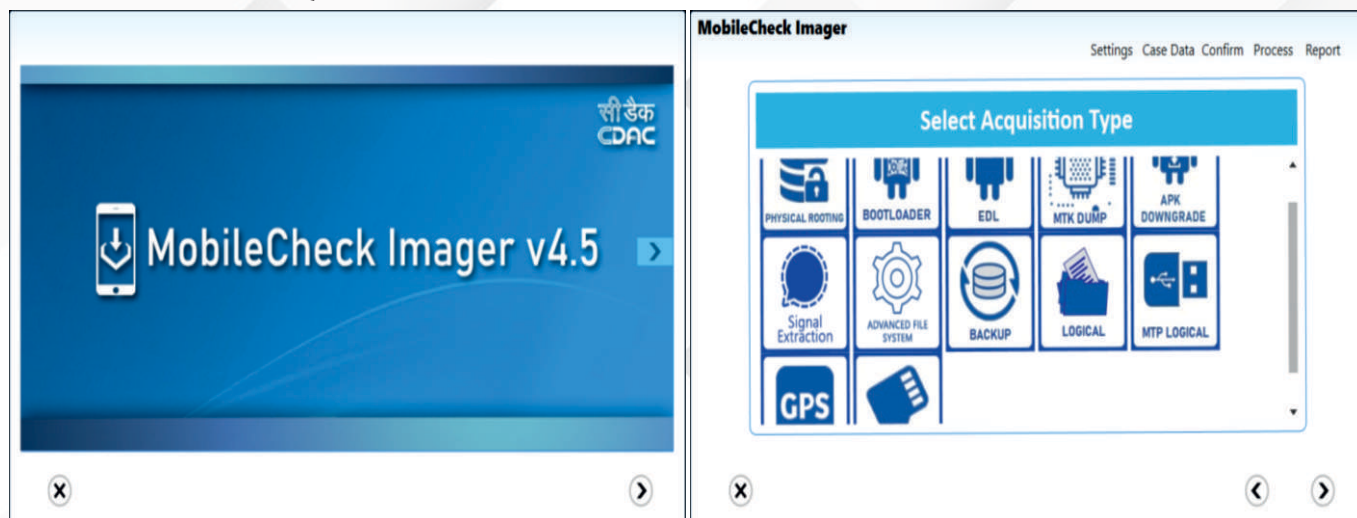 सी डैक
CDAC
MobileCheck Imager v4.5
MobileCheck Imager
Settings Case Data Confirm Process Report
Select Acquisition Type
PHYSICAL ROOTING
BOOTLOADER
EDL
MTK DUMP
APK
DOWNGRADE
Signal
Extraction
ADVANCED FILE
SYSTEM
BACKUP
LOGICAL
MTP LOGICAL
GPS